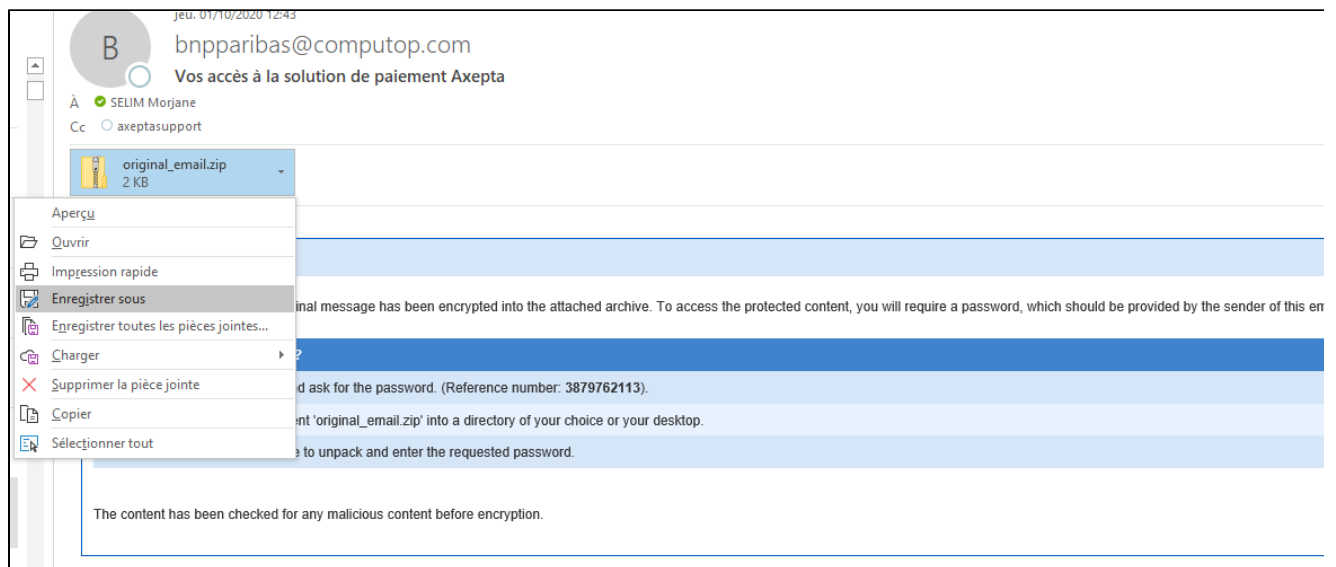 jeu. 01/10/2020 12:43
B
bnpparibas@computop.com
Vos accès à la solution de paiement Axepta
À SELIM Morjane
Cc axeptasupport
original_email.zip
2 KB
Aperçu
Ouvrir
Impression rapide
Enregistrer sous
inal message has been encrypted into the attached archive. To access the protected content, you will require a password, which should be provided by the sender of this em
Enregistrer toutes les pièces jointes...
Charger
?
Supprimer la pièce jointe
d ask for the password. (Reference number: 3879762113).
Copier
nt 'original_email.zip' into a directory of your choice or your desktop.
Sélectionner tout
e to unpack and enter the requested password.
The content has been checked for any malicious content before encryption.